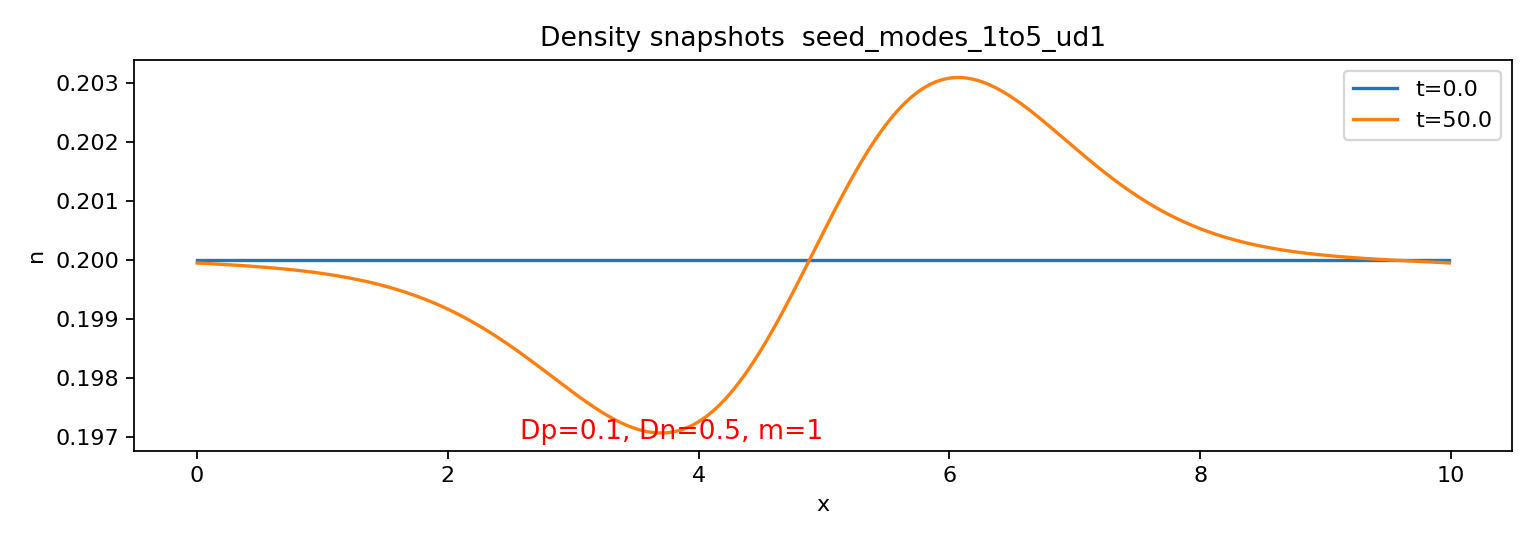 Density snapshots  seed_modes_1to5_ud1
t=0.0
t=50.0
0.203
0.202
0.201
0.200
0.199
0.198
0.197
n
Dp=0.1, Dn=0.5, m=1
0 2 4 6 8 10
x